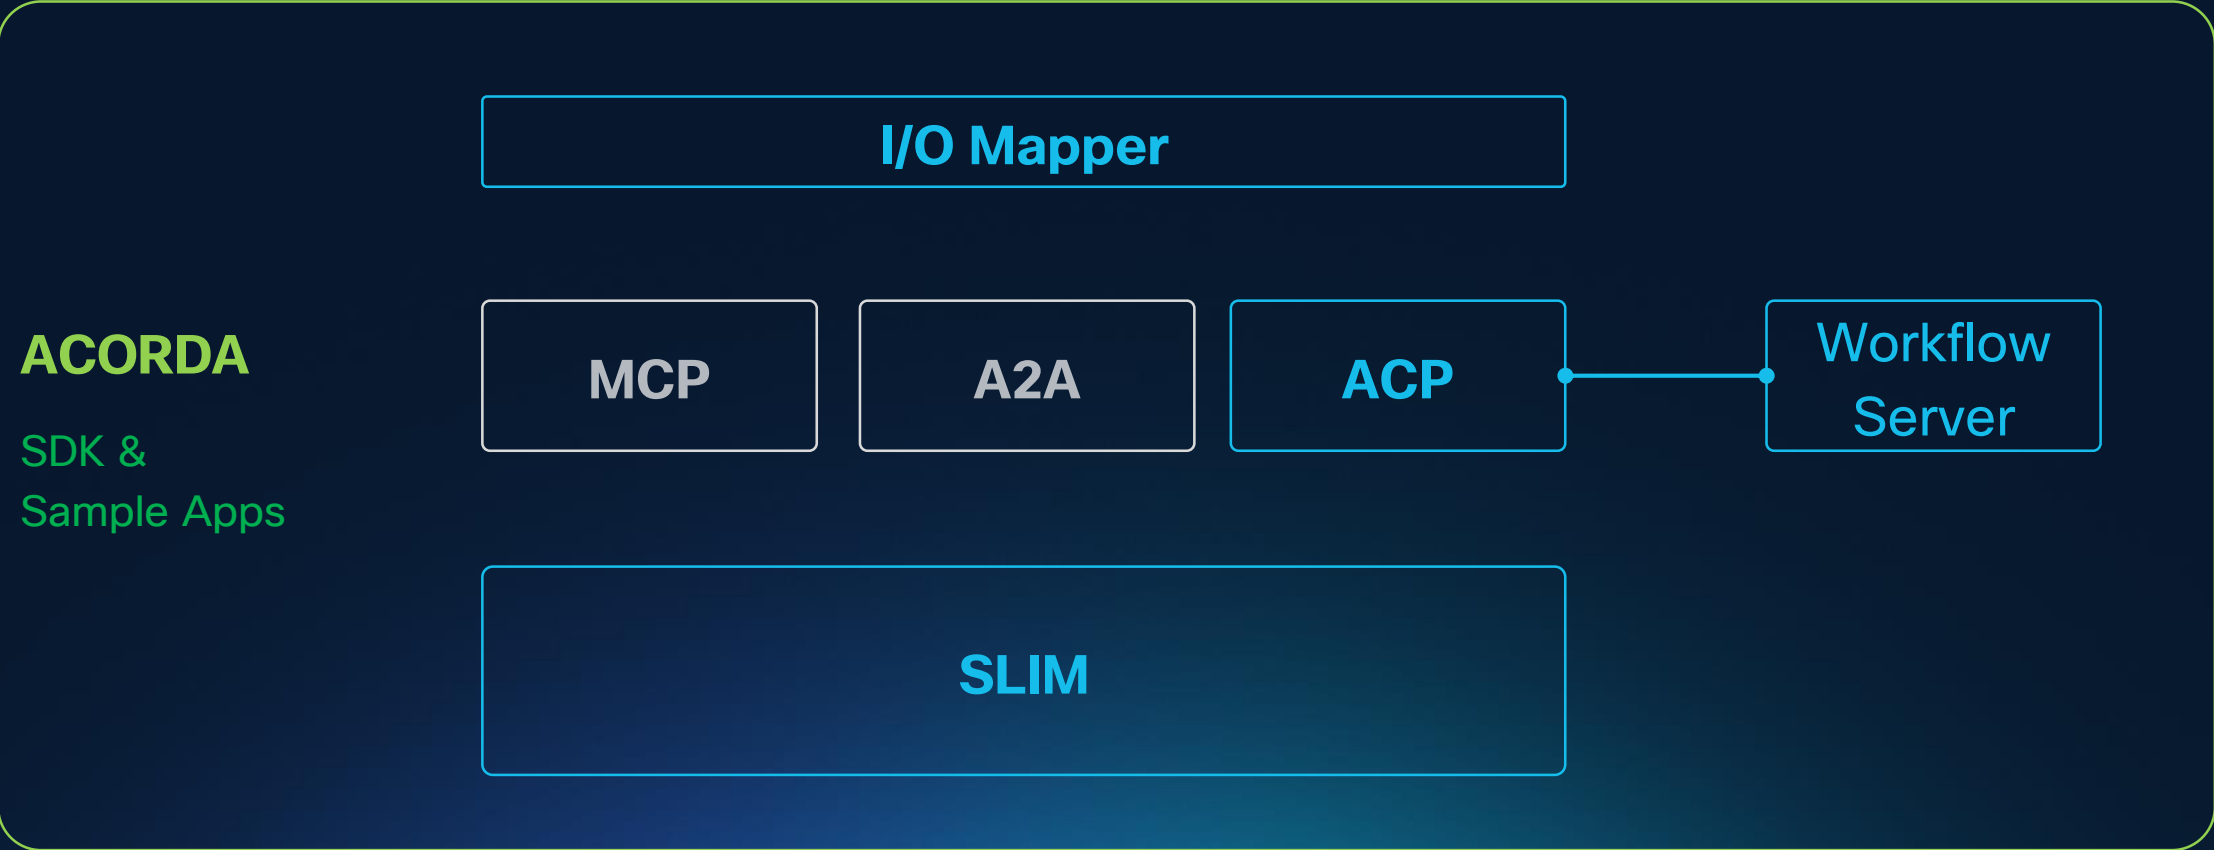 I/O Mapper
ACORDA
SDK &
Sample Apps
MCP
A2A
ACP
Workflow
Server
SLIM